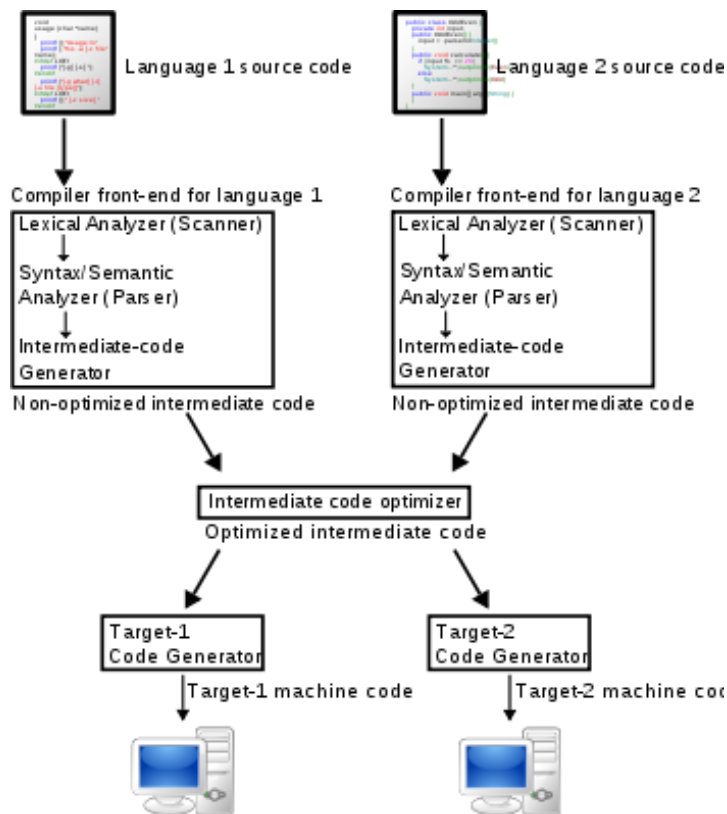 Language 1 source code
Language 2 source code
Compiler front-end for language 1
Lexical Analyzer (Scanner)
Syntax/Semantic
Analyzer (Parser)
Intermediate-code
Generator
Non-optimized intermediate code
Compiler front-end for language 2
Lexical Analyzer (Scanner)
Syntax/Semantic
Analyzer (Parser)
Intermediate-code
Generator
Non-optimized intermediate code
Intermediate code optimizer
Optimized intermediate code
Target-1
Code Generator
Target-1 machine code
Target-2
Code Generator
Target-2 machine cod